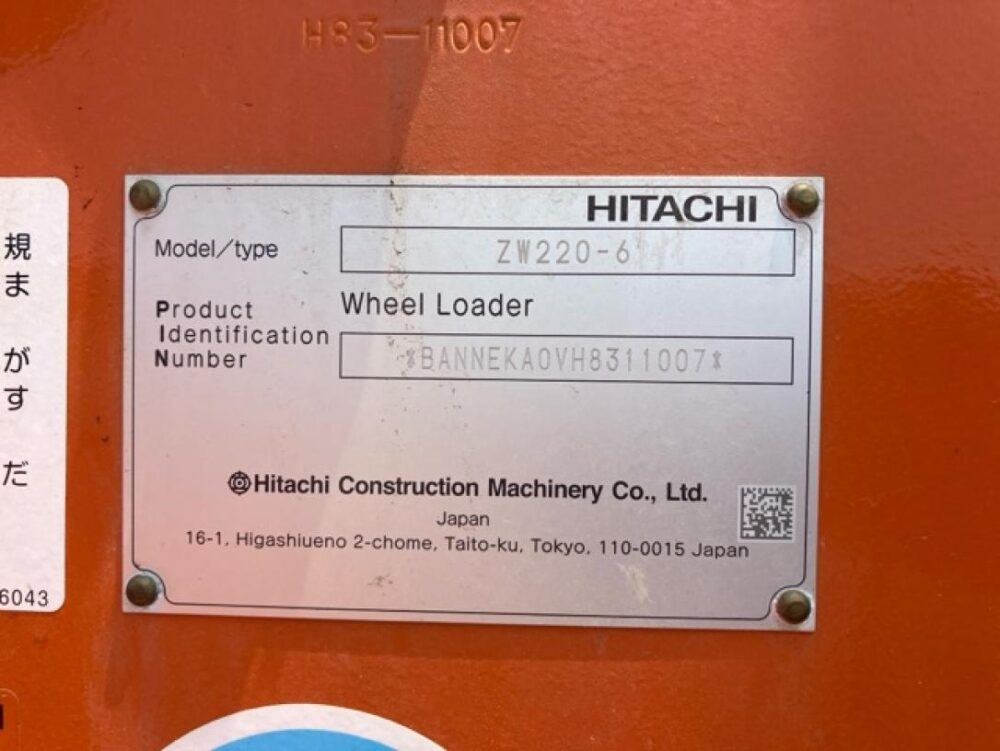 H83-11007
HITACHI
Model/type ZW220-6
Wheel Loader
Product
Identification
Number
*BANNEKA0VH8311007*
Hitachi Construction Machinery Co., Ltd.
Japan
16-1, Higashiueno 2-chome, Taito-ku, Tokyo, 110-0015 Japan
規
ま
が
す
だ
6043